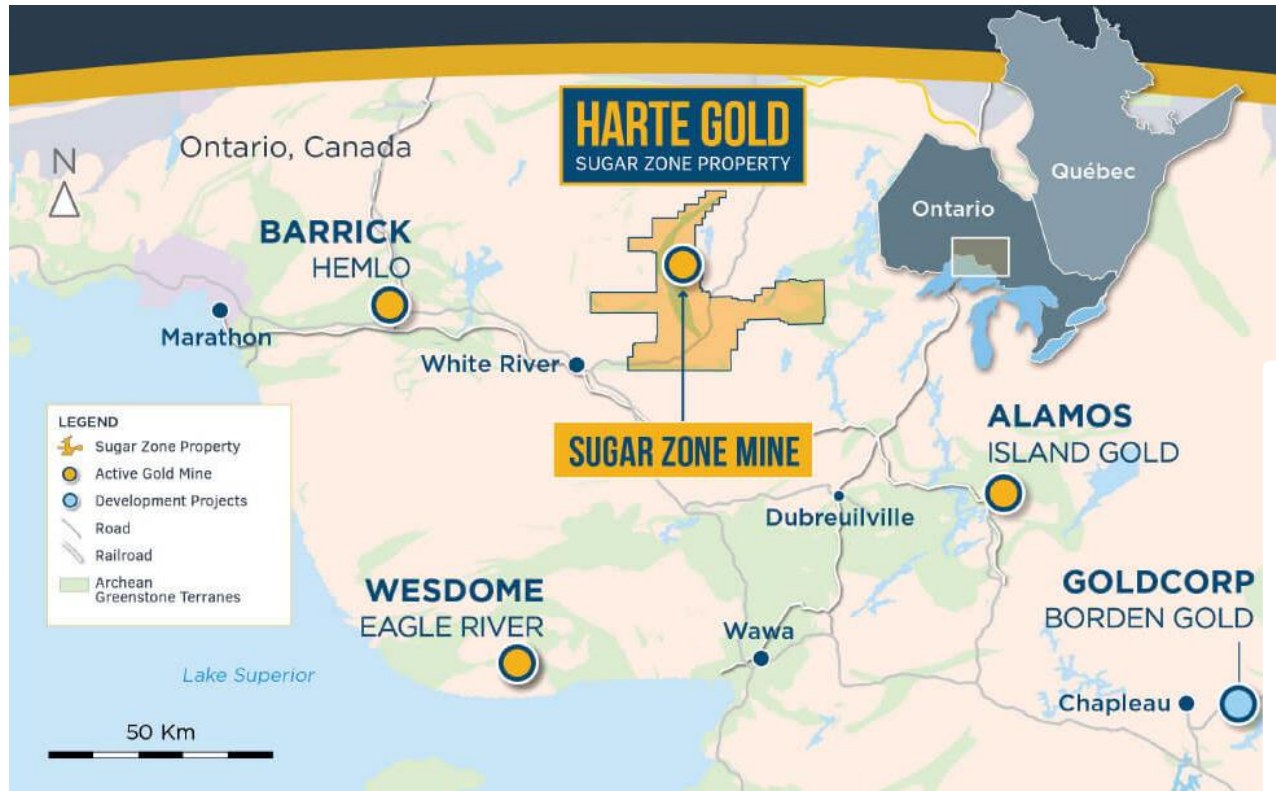 HARTE GOLD
SUGAR ZONE PROPERTY
Ontario, Canada
N
Québec
Ontario
BARRICK
HEMLO
Marathon
White River
SUGAR ZONE MINE
ALAMOS
ISLAND GOLD
LEGEND
Sugar Zone Property
Active Gold Mine
Development Projects
Road
Railroad
Archean
Greenstone Terranes
Dubreuilville
WESDOME
EAGLE RIVER
GOLDCORP
BORDEN GOLD
Wawa
Lake Superior
Chapleau
50 Km